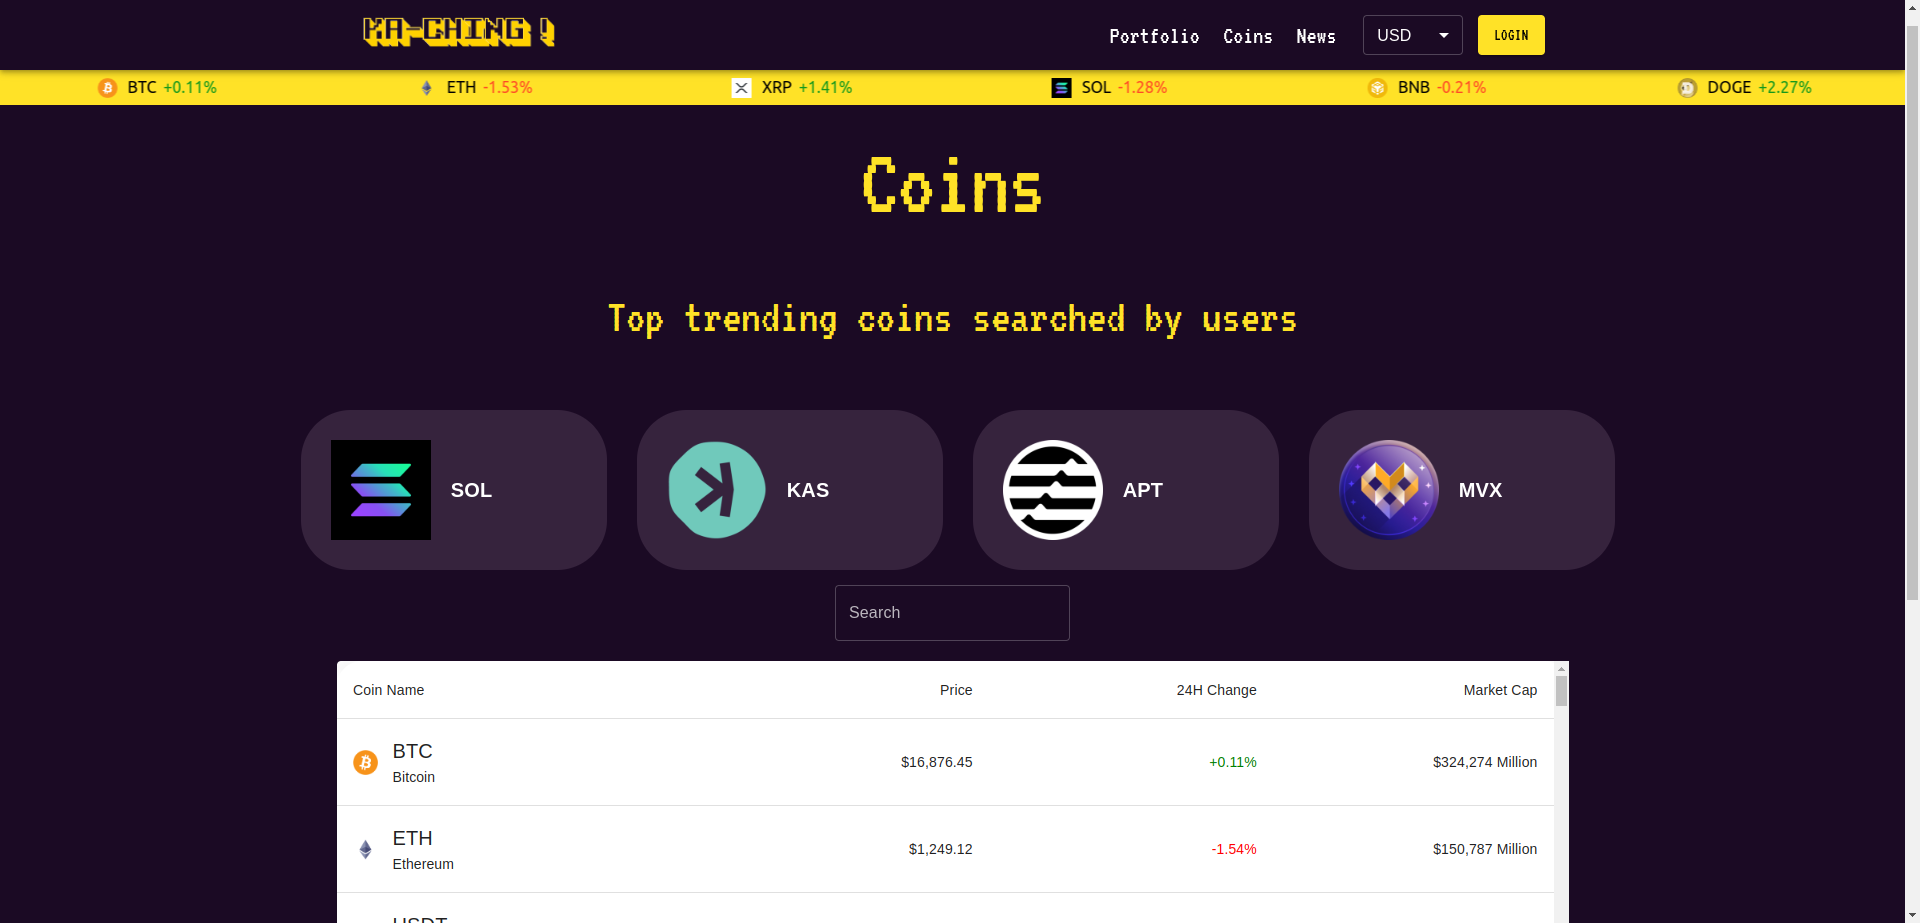 KA-CHING !
Portfolio Coins News USD LOGIN
BTC +0.11% ETH -1.53% XRP +1.41% SOL -1.28% BNB -0.21% DOGE +2.27%
Coins
Top trending coins searched by users
SOL KAS APT MVX
Search
Coin Name Price 24H Change Market Cap
BTC
Bitcoin
$16,876.45 +0.11% $324,274 Million
ETH
Ethereum
$1,249.12 -1.54% $150,787 Million
USDT